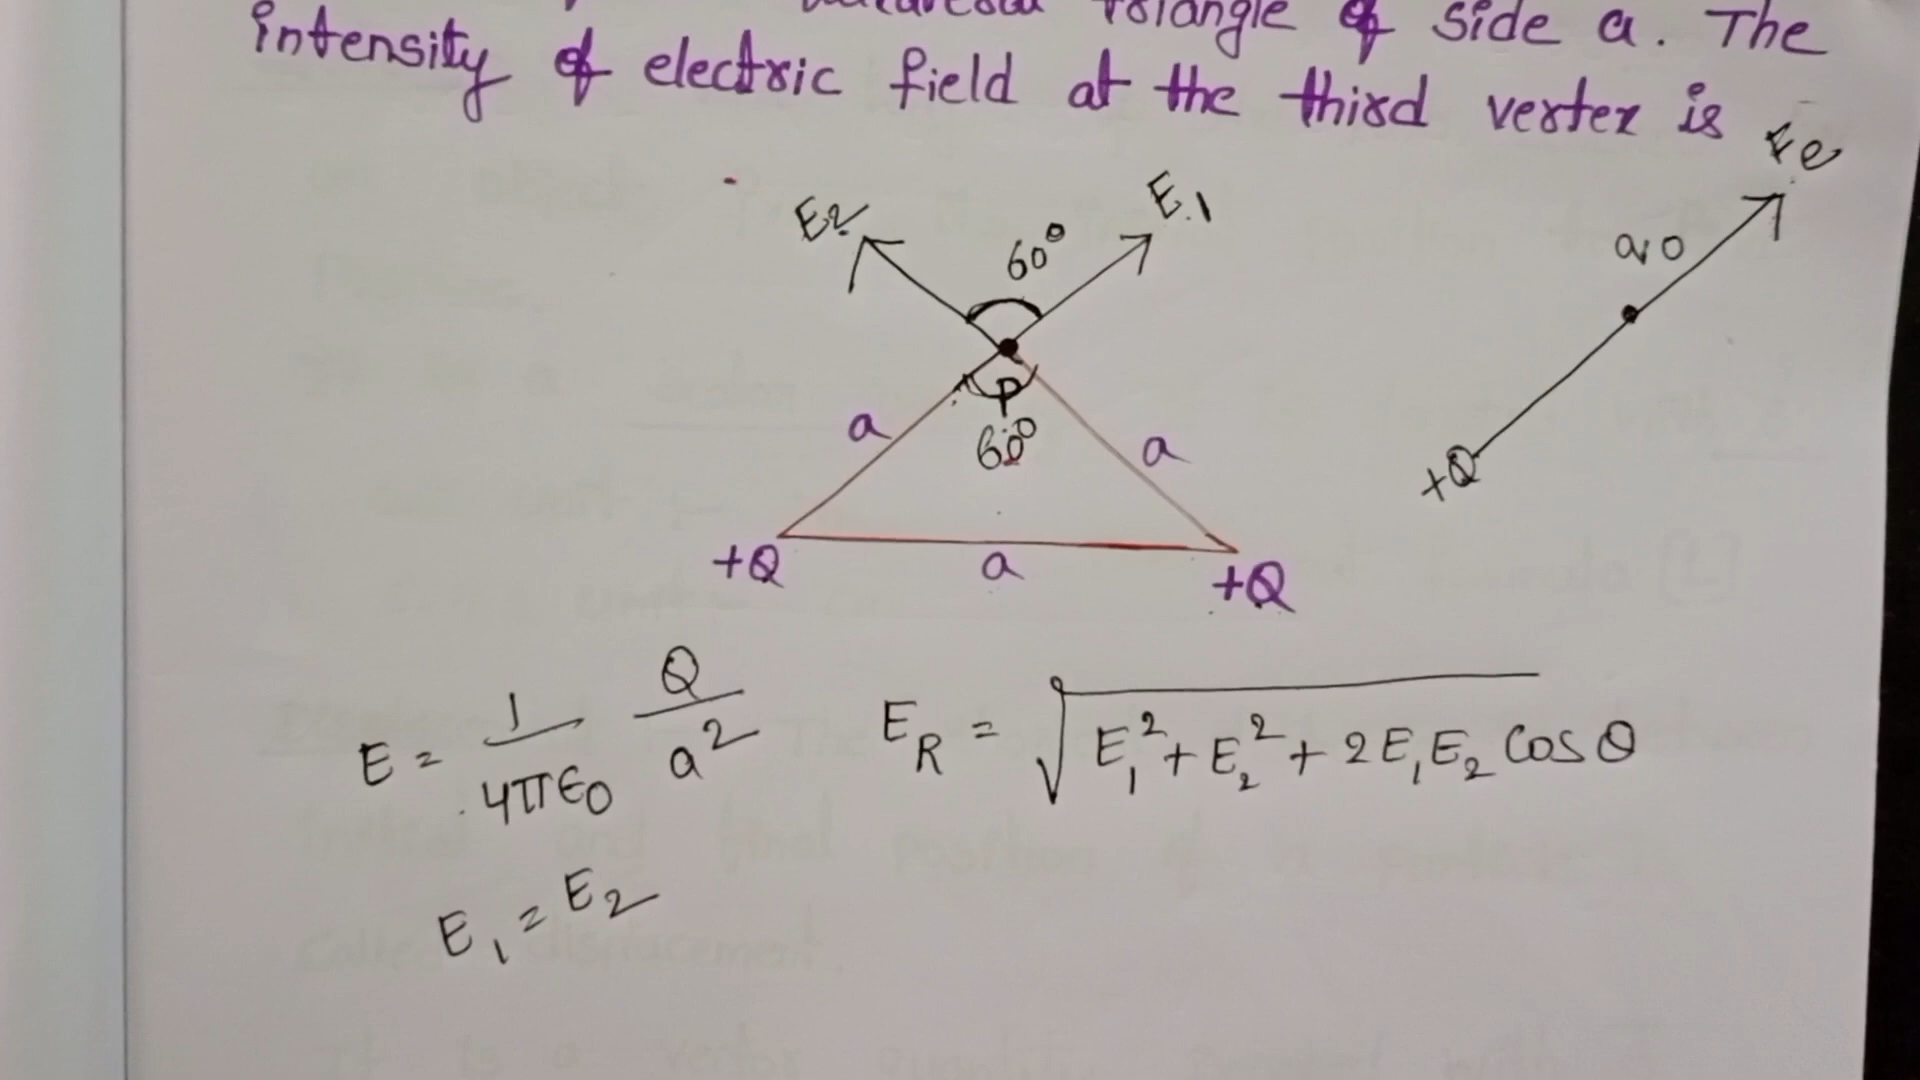 triangle of side a. The
intensity of electric field at the third vertex is
E2
60°
E1
q0
Fe
P
60°
a
a
a
+Q
+Q
+Q
E = 1/4πε0 Q/a²
ER = √E1² + E2² + 2E1E2 Cos θ
E1 = E2